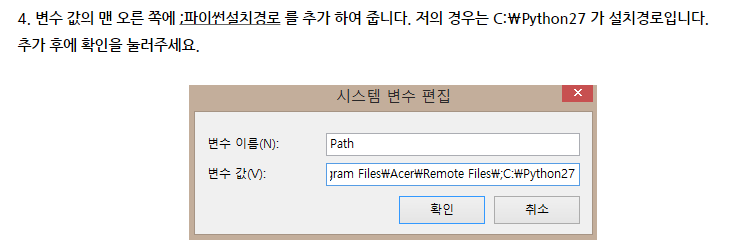 4. 변수 값의 맨 오른 쪽에 ;파이썬설치경로 를 추가 하여 줍니다. 저의 경우는 C:₩Python27 가 설치경로입니다.
추가 후에 확인을 눌러주세요.
시스템 변수 편집
변수 이름(N):
Path
변수 값(V):
gram Files₩Acer₩Remote Files₩;C:₩Python27
확인
취소